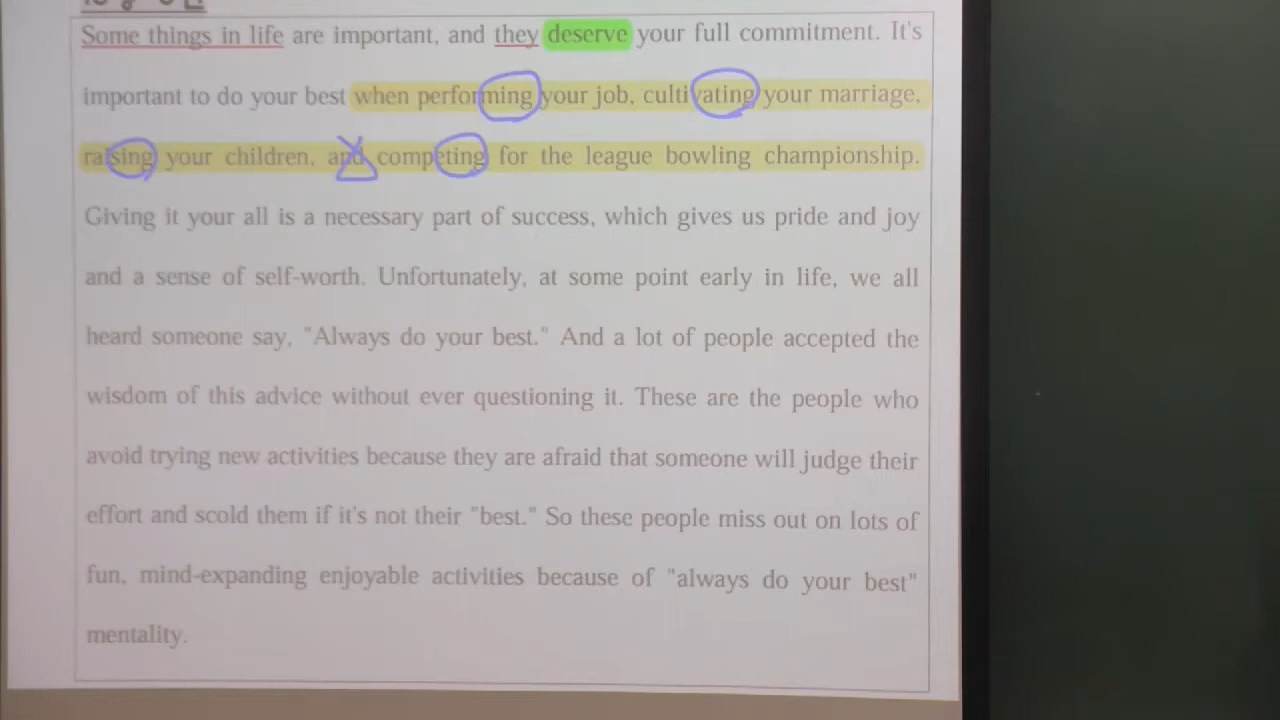 Some things in life are important, and they deserve your full commitment. It's
important to do your best when performing your job, cultivating your marriage,
raising your children, and competing for the league bowling championship.
Giving it your all is a necessary part of success, which gives us pride and joy
and a sense of self-worth. Unfortunately, at some point early in life, we all
heard someone say, "Always do your best." And a lot of people accepted the
wisdom of this advice without ever questioning it. These are the people who
avoid trying new activities because they are afraid that someone will judge their
effort and scold them if it's not their "best." So these people miss out on lots of
fun, mind-expanding enjoyable activities because of "always do your best"
mentality.